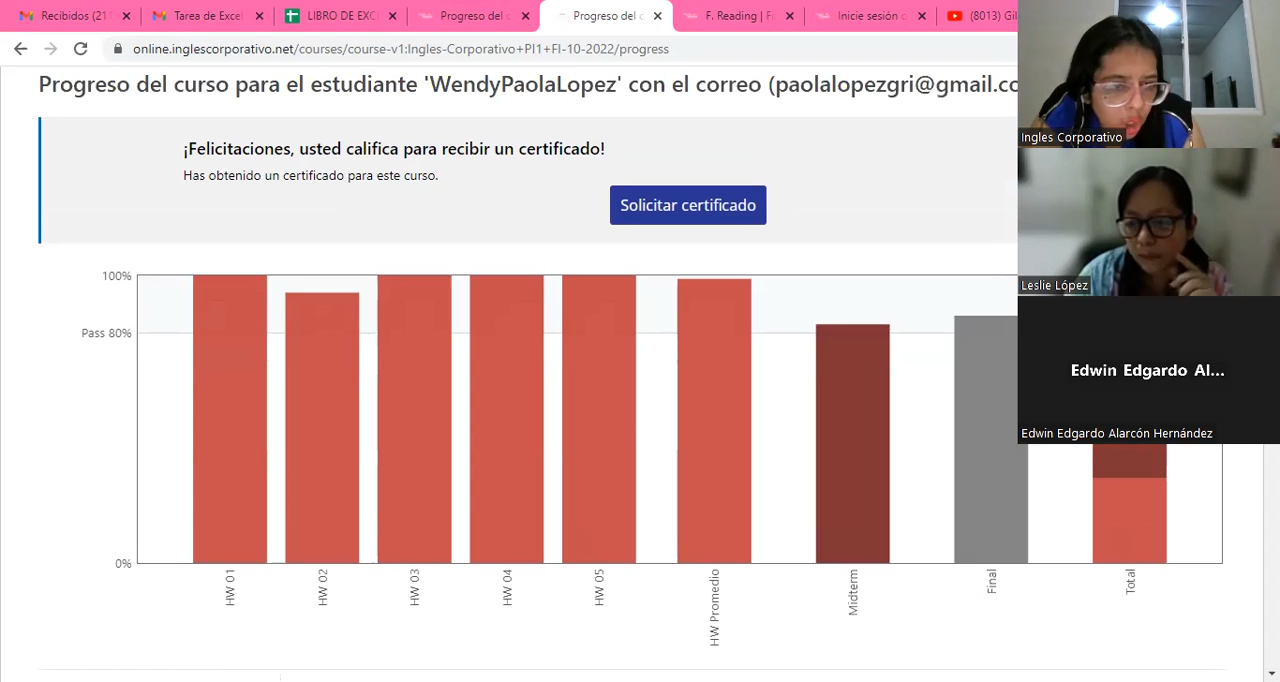 Recibidos (211
Tarea de Exce
LIBRO DE EXC
Progreso del c
Progreso del c
F. Reading | FI
Inicie sesión o
(8013) Gil
online.inglescorporativo.net/courses/course-v1:Ingles-Corporativo+PI1+FI-10-2022/progress
Progreso del curso para el estudiante 'WendyPaolaLopez' con el correo (paolalopezgri@gmail.co
¡Felicitaciones, ustd califica para recibir un certificado!
Has obtenido un certificado para este curso.
Solicitar certificado
100%
Pass 80%
0%
HW 01
HW 02
HW 03
HW 04
HW 05
HW Promedio
Midterm
Final
Total
Ingles Corporativo
Leslie López
Edwin Edgardo Al...
Edwin Edgardo Alarcón Hernández